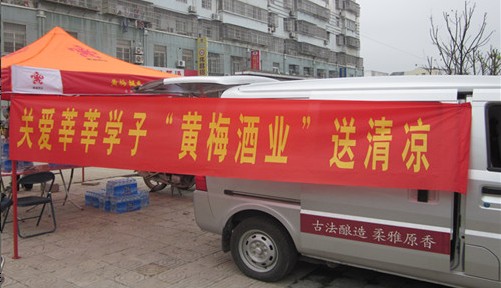 关爱莘莘学子“黄梅酒业”送清凉
古法酿造 柔雅原香